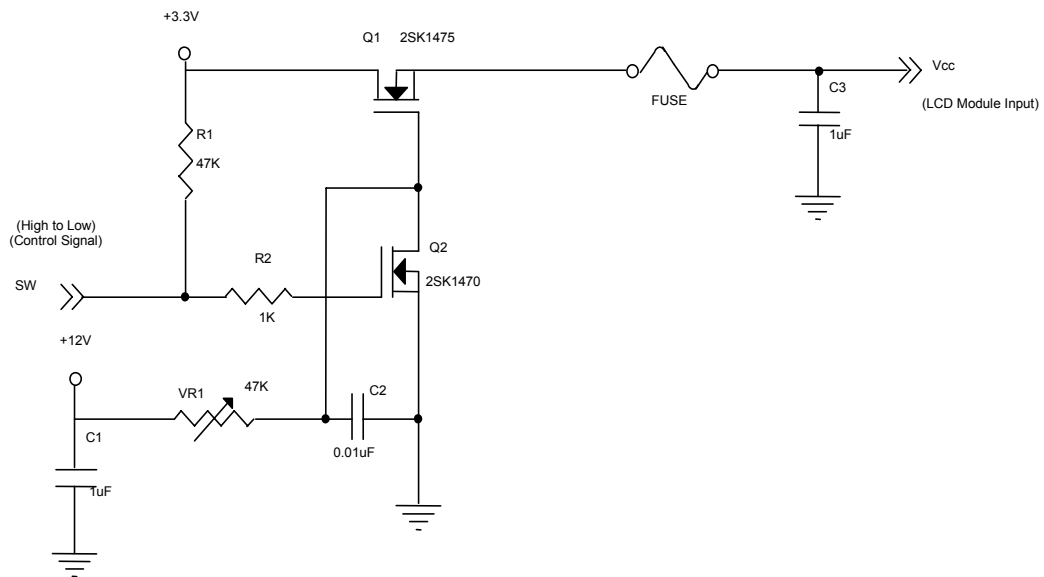 +3.3V
Q1 2SK1475
Vcc
FUSE
C3
(LCD Module Input)
1uF
R1
47K
(High to Low)
(Control Signal)
Q2
R2
2SK1470
SW
1K
+12V
VR1
47K
C2
C1
0.01uF
1uF